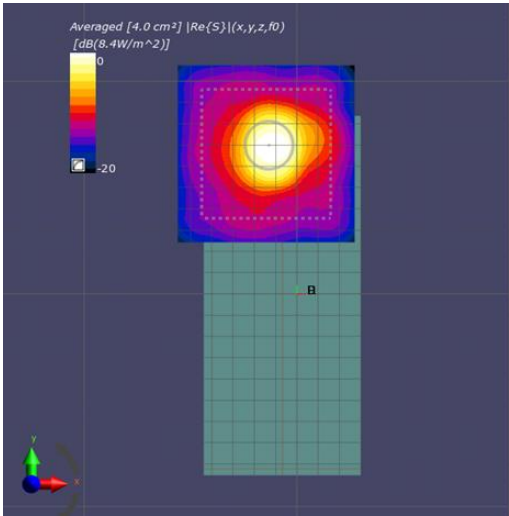 Averaged [4.0 cm²] |Re{S}|(x,y,z,f0)
[dB(8.4W/m^2)]
0
-20
y
x